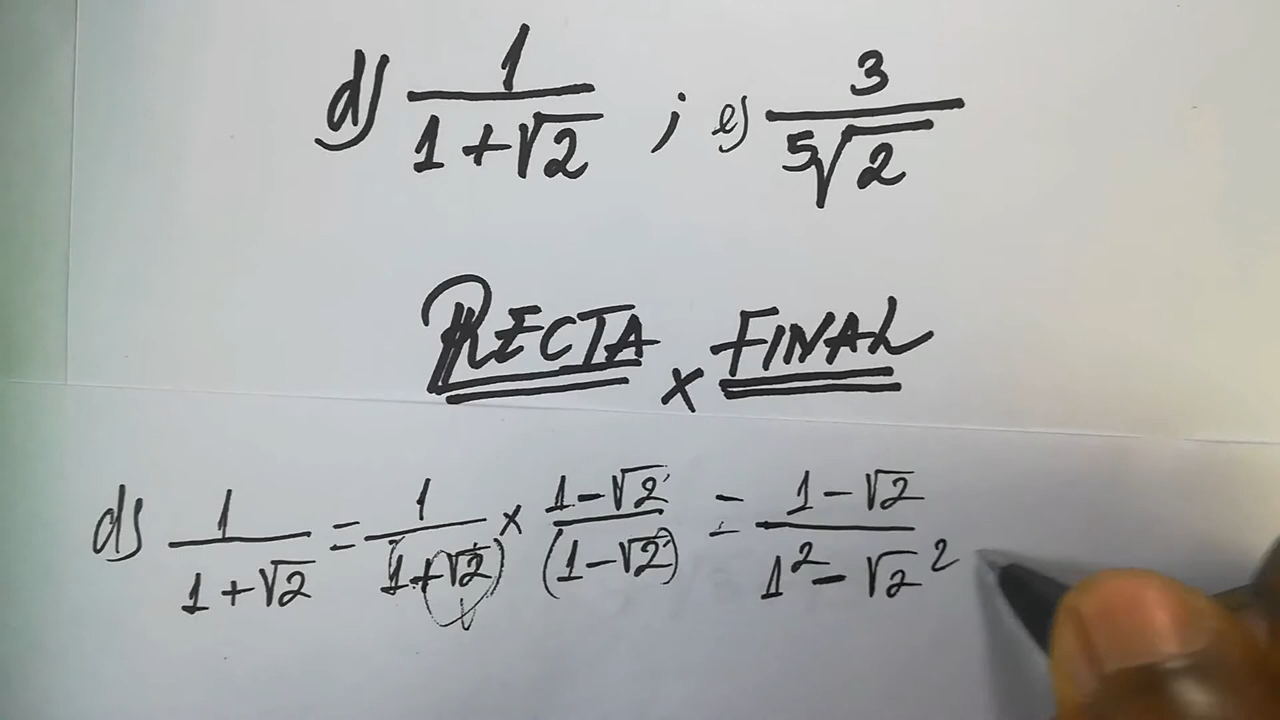 d) 1/(1+√2) ; e) 3/⁵√2
RECTA x FINAL
d) 1/(1+√2) = 1/(1+√2) x (1-√2)/(1-√2) = (1-√2)/(1²-√2²)